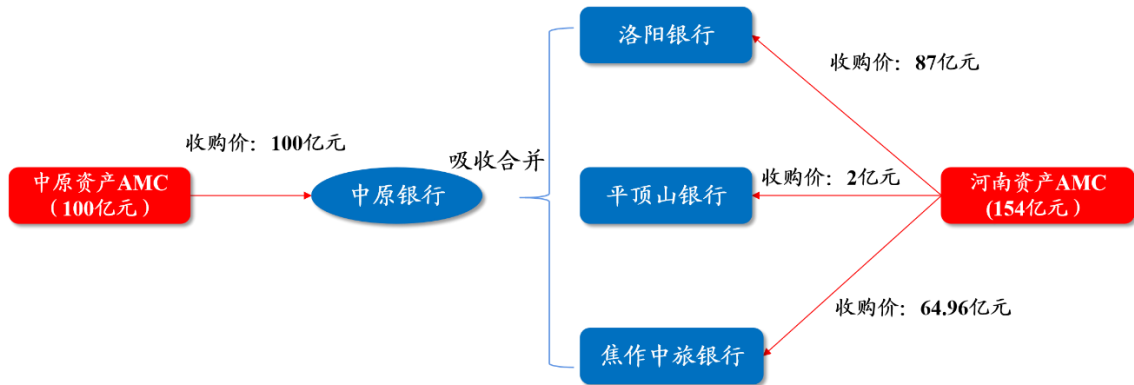 洛阳银行
收购价：87亿元
收购价：100亿元
吸收合并
中原资产AMC
（100亿元）
中原银行
平顶山银行
收购价：2亿元
河南资产AMC
(154亿元）
收购价：64.96亿元
焦作中旅银行